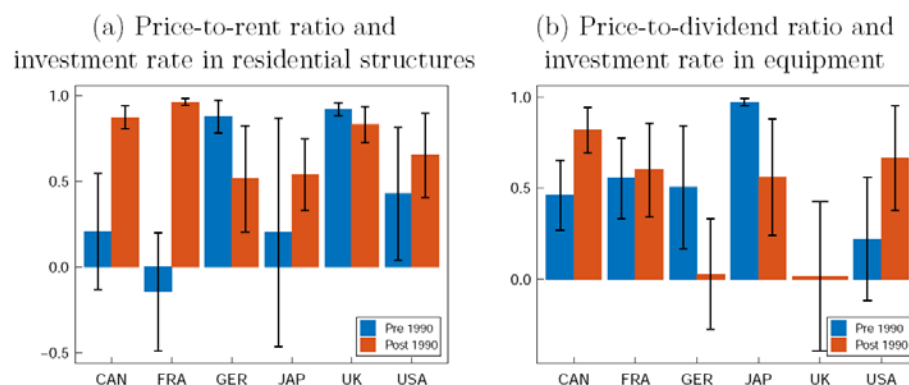 (a) Price-to-rent ratio and
investment rate in residential structures
(b) Price-to-dividend ratio and
investment rate in equipment
1.0
0.5
0.0
−0.5
CAN FRA GER JAP UK USA
Pre 1990
Post 1990
1.0
0.5
0.0
CAN FRA GER JAP UK USA
Pre 1990
Post 1990